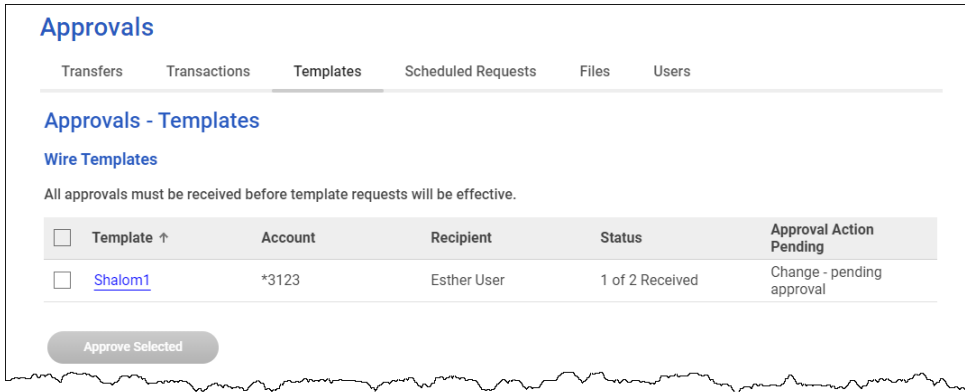 Approvals
Transfers Transactions Templates Scheduled Requests Files Users
Approvals - Templates
Wire Templates
All approvals must be received before template requests will be effective.
Template ↑ Account Recipient Status Approval Action Pending
Shalom1 *3123 Esther User 1 of 2 Received Change - pending approval
Approve Selected